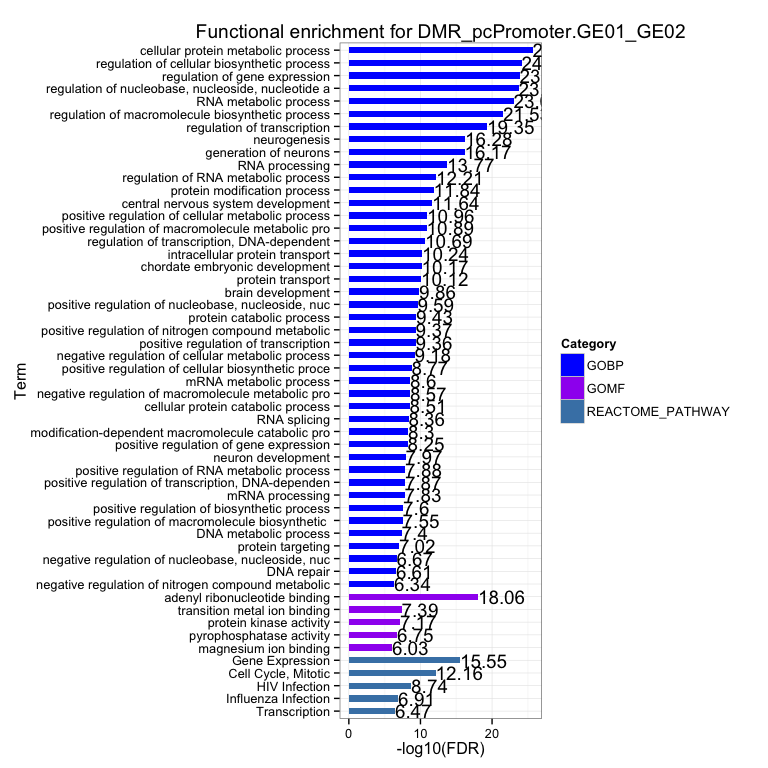 Functional enrichment for DMR_pcPromoter.GE01_GE02
cellular protein metabolic process 2
regulation of cellular biosynthetic process 24
regulation of gene expression 23
regulation of nucleobase, nucleoside, nucleotide a 23
RNA metabolic process 23.
regulation of macromolecule biosynthetic process 21.5
regulation of transcription 19.35
neurogenesis 16.28
generation of neurons 16.17
RNA processing 13.77
regulation of RNA metabolic process 12.21
protein modification process 11.84
central nervous system development 11.64
positive regulation of cellular metabolic process 10.96
positive regulation of macromolecule metabolic pro 10.89
regulation of transcription, DNA-dependent 10.69
intracellular protein transport 10.24
chordate embryonic development 10.17
protein transport 10.12
brain development 9.86
positive regulation of nucleobase, nucleoside, nuc 9.59
protein catabolic process 9.43
positive regulation of nitrogen compound metabolic 9.37
positive regulation of transcription 9.36
negative regulation of cellular metabolic process 9.18
positive regulation of cellular biosynthetic proce 8.77
mRNA metabolic process 8.6
negative regulation of macromolecule metabolic pro 8.57
cellular protein catabolic process 8.51
RNA splicing 8.36
modification-dependent macromolecule catabolic pro 8.3
positive regulation of gene expression 8.25
neuron development 7.97
positive regulation of RNA metabolic process 7.88
positive regulation of transcription, DNA-dependen 7.87
mRNA processing 7.83
positive regulation of biosynthetic process 7.6
positive regulation of macromolecule biosynthetic 7.55
DNA metabolic process 7.4
protein targeting 7.02
negative regulation of nucleobase, nucleoside, nuc 6.67
DNA repair 6.61
negative regulation of nitrogen compound metabolic 6.34
adenyl ribonucleotide binding 18.06
transition metal ion binding 7.39
protein kinase activity 7.17
pyrophosphatase activity 6.75
magnesium ion binding 6.03
Gene Expression 15.55
Cell Cycle, Mitotic 12.16
HIV Infection 8.74
Influenza Infection 6.91
Transcription 6.47
0 10 20
-log10(FDR)
Term
Category
GOBP
GOMF
REACTOME_PATHWAY